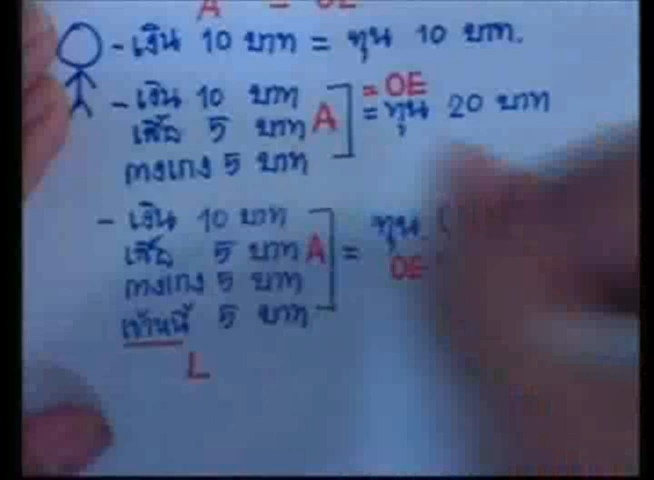 A = OE
- เงิน 10 บาท = ทุน 10 บาท.
- เงิน 10 บาท = OE
เสื้อ 5 บาท A = ทุน 20 บาท
กางเกง 5 บาท
- เงิน 10 บาท ทุน
เสื้อ 5 บาท A = OE
กางเกง 5 บาท
เจ้าหนี้ 5 บาท
L